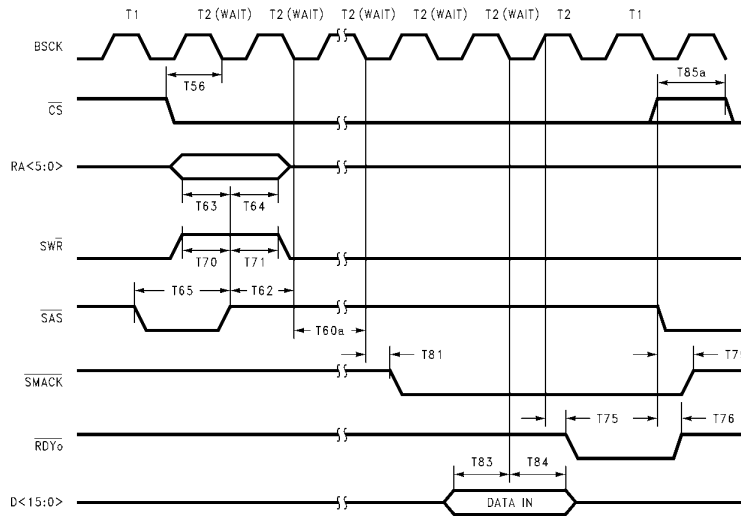 T1 T2 (WAIT) T2 (WAIT) T2 (WAIT) T2 (WAIT) T2 (WAIT) T2 T1
BSCK
T56 T85a
CS
RA<5:0>
T63 T64
SWR
T70 T71
T65 T62
SAS
T60a
T81 T75
SMACK
T75 T76
RDYo
T83 T84
D<15:0> DATA IN